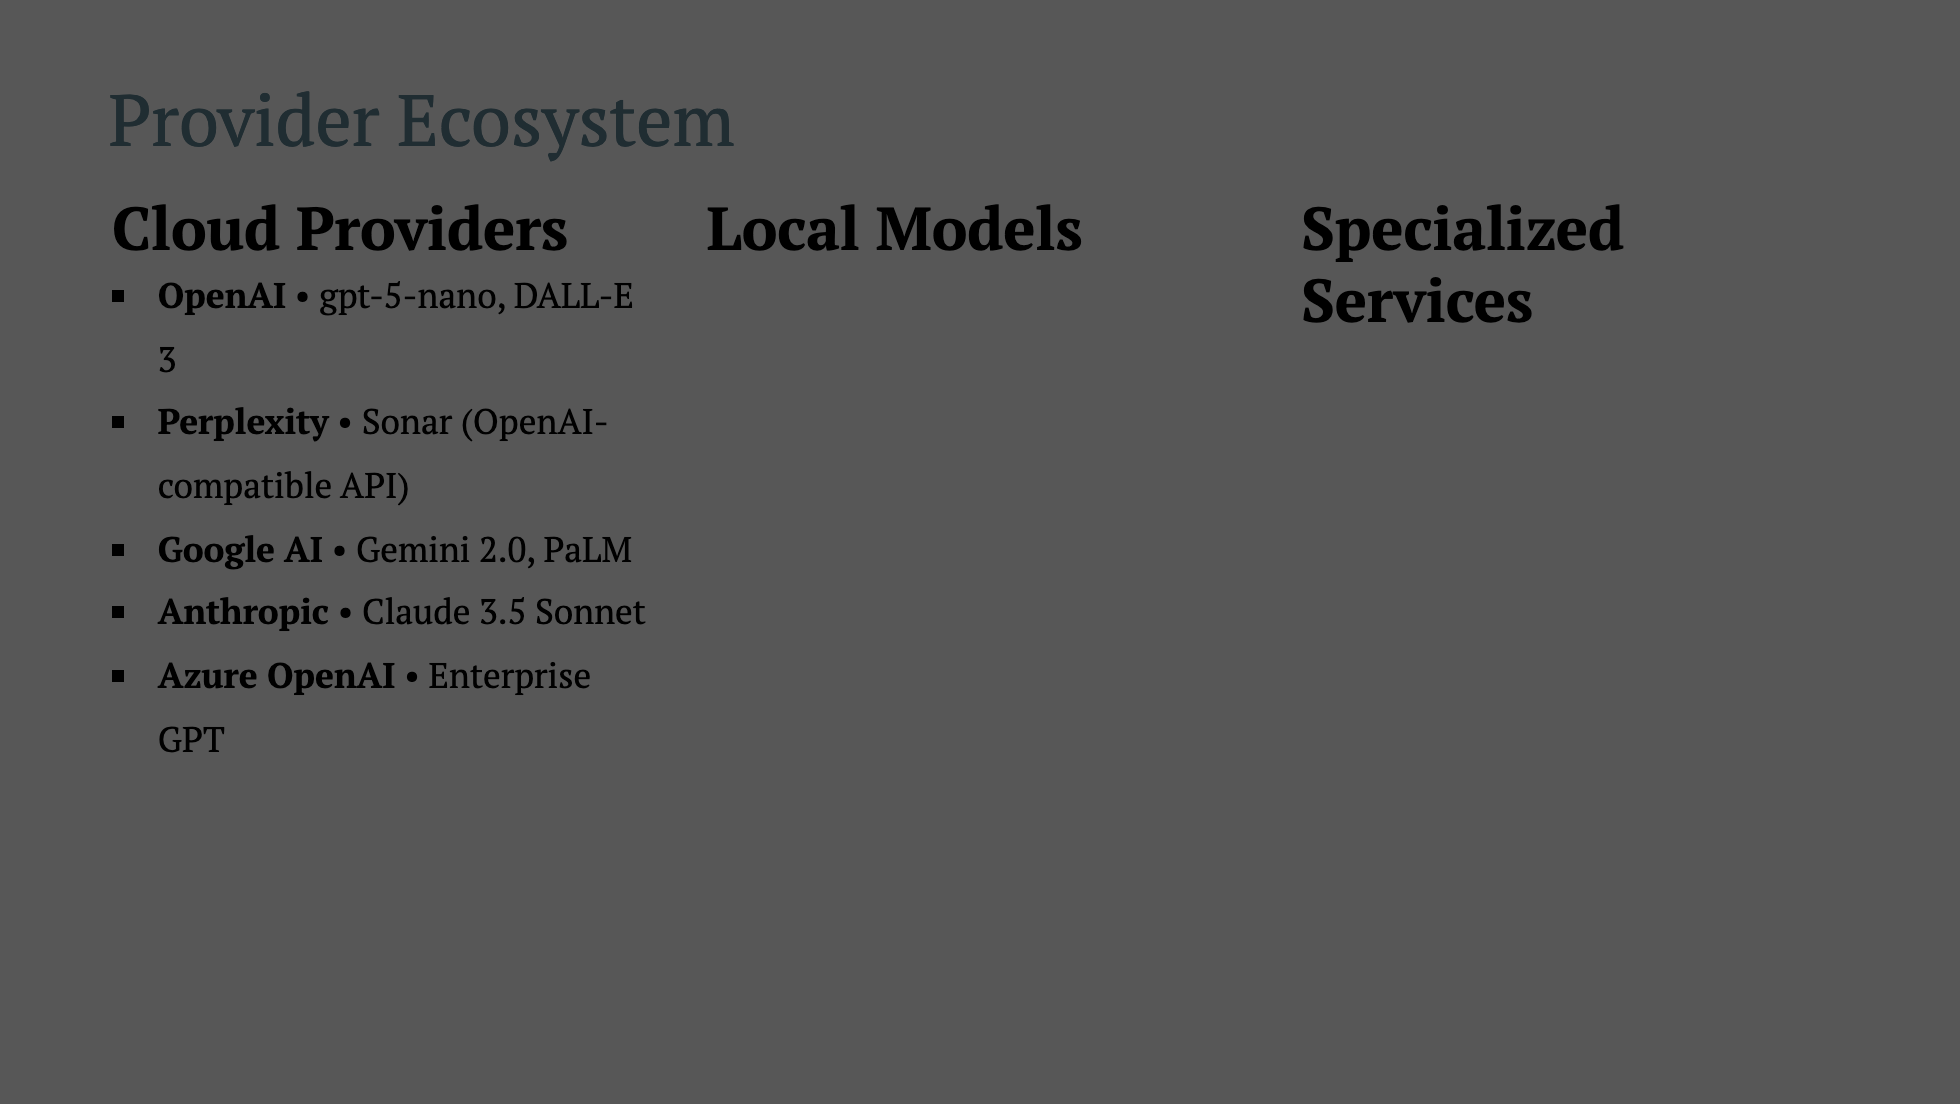 Provider Ecosystem
Cloud Providers
▪ OpenAI • gpt-5-nano, DALL-E
3
▪ Perplexity • Sonar (OpenAI-
compatible API)
▪ Google AI • Gemini 2.0, PaLM
▪ Anthropic • Claude 3.5 Sonnet
▪ Azure OpenAI • Enterprise
GPT
Local Models
Specialized
Services